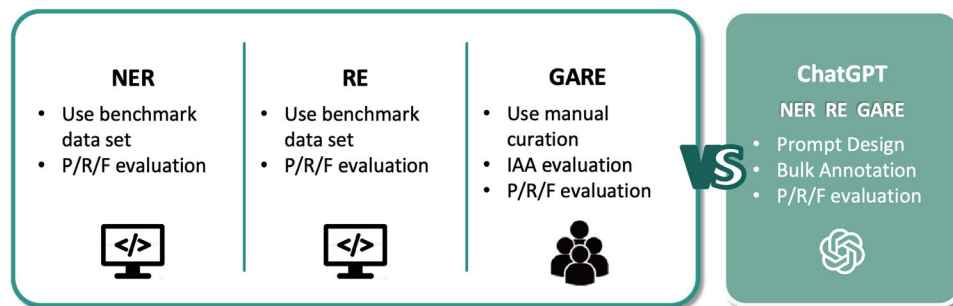 NER
• Use benchmark
data set
• P/R/F evaluation
</>
RE
• Use benchmark
data set
• P/R/F evaluation
</>
GARE
• Use manual
curation
• IAA evaluation
• P/R/F evaluation
VS
ChatGPT
NER RE GARE
• Prompt Design
• Bulk Annotation
• P/R/F evaluation